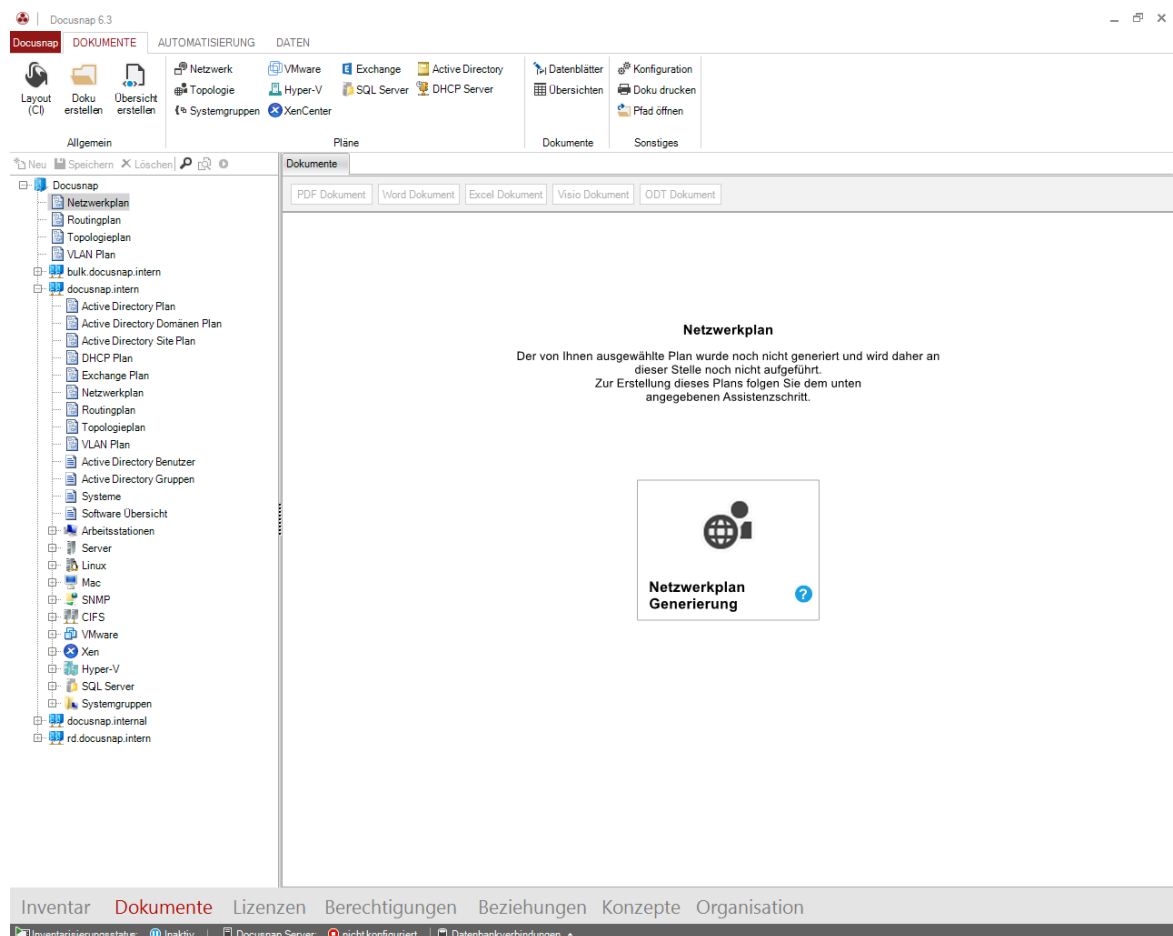 Docusnap 6.3
Docusnap DOKUMENTE AUTOMATISIERUNG DATEN
Layout (CI)
Doku erstellen
Übersicht erstellen
Allgemein
Netzwerk
Topologie
Systemgruppen
VMware
Hyper-V
XenCenter
Exchange
SQL Server
Active Directory
DHCP Server
Pläne
Datenblätter
Übersichten
Dokumente
Konfiguration
Doku drucken
Pfad öffnen
Sonstiges
Neu Speichern Löschen
Docusnap
Netzwerkplan
Routingplan
Topologieplan
VLAN Plan
bulk.docusnap.intern
docusnap.intern
Active Directory Plan
Active Directory Domänen Plan
Active Directory Site Plan
DHCP Plan
Exchange Plan
Netzwerkplan
Routingplan
Topologieplan
VLAN Plan
Active Directory Benutzer
Active Directory Gruppen
Systeme
Software Übersicht
Arbeitsstationen
Server
Linux
Mac
SNMP
CIFS
VMware
Xen
Hyper-V
SQL Server
Systemgruppen
docusnap.internal
rd.docusnap.intern
Dokumente
PDF Dokument Word Dokument Excel Dokument Visio Dokument ODT Dokument
Netzwerkplan
Der von Ihnen ausgewählte Plan wurde noch nicht generiert und wird daher an
dieser Stelle noch nicht aufgeführt.
Zur Erstellung dieses Plans folgen Sie dem unten
angegebenen Assistenzschritt.
Netzwerkplan
Generierung
Inventar Dokumente Lizenzen Berechtigungen Beziehungen Konzepte Organisation
Inventarisierungsstatus: Inaktiv | Docusnap Server: nicht konfiguriert | Datenbankverbindungen